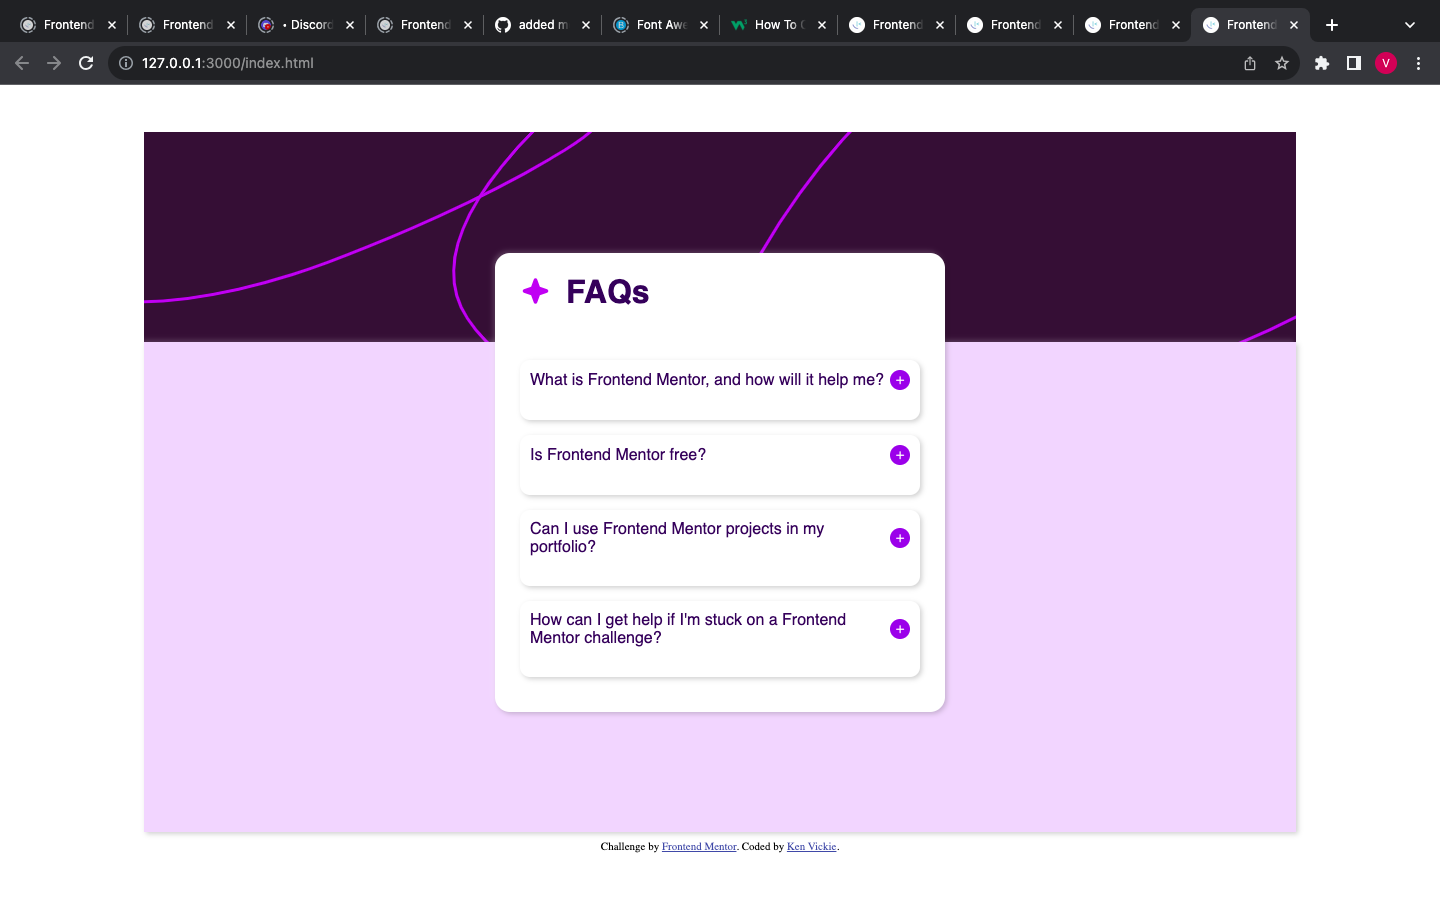 Frontend
Frontend
• Discord
Frontend
added m
Font Awe
How To C
Frontend
Frontend
Frontend
Frontend
127.0.0.1:3000/index.html
V
FAQs
What is Frontend Mentor, and how will it help me?
Is Frontend Mentor free?
Can I use Frontend Mentor projects in my
portfolio?
How can I get help if I'm stuck on a Frontend
Mentor challenge?
Challenge by Frontend Mentor. Coded by Ken Vickie.